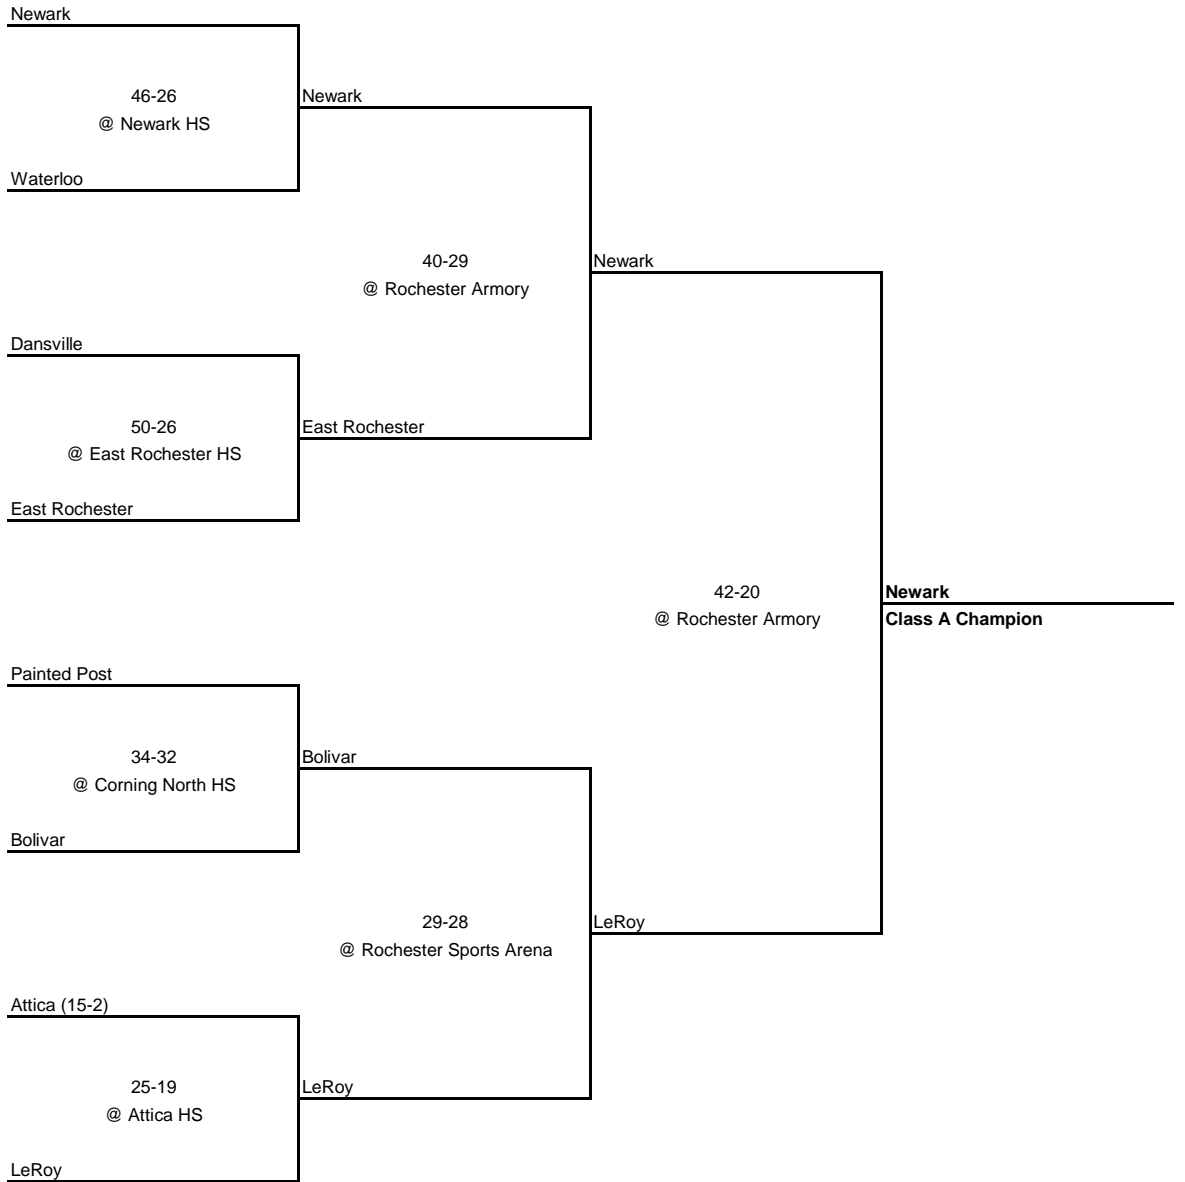 Newark
46-26
@ Newark HS
Newark
Waterloo
40-29
@ Rochester Armory
Newark
Dansville
50-26
@ East Rochester HS
East Rochester
East Rochester
42-20
@ Rochester Armory
Newark
Class A Champion
Painted Post
34-32
@ Corning North HS
Bolivar
Bolivar
29-28
@ Rochester Sports Arena
LeRoy
Attica (15-2)
25-19
@ Attica HS
LeRoy
LeRoy